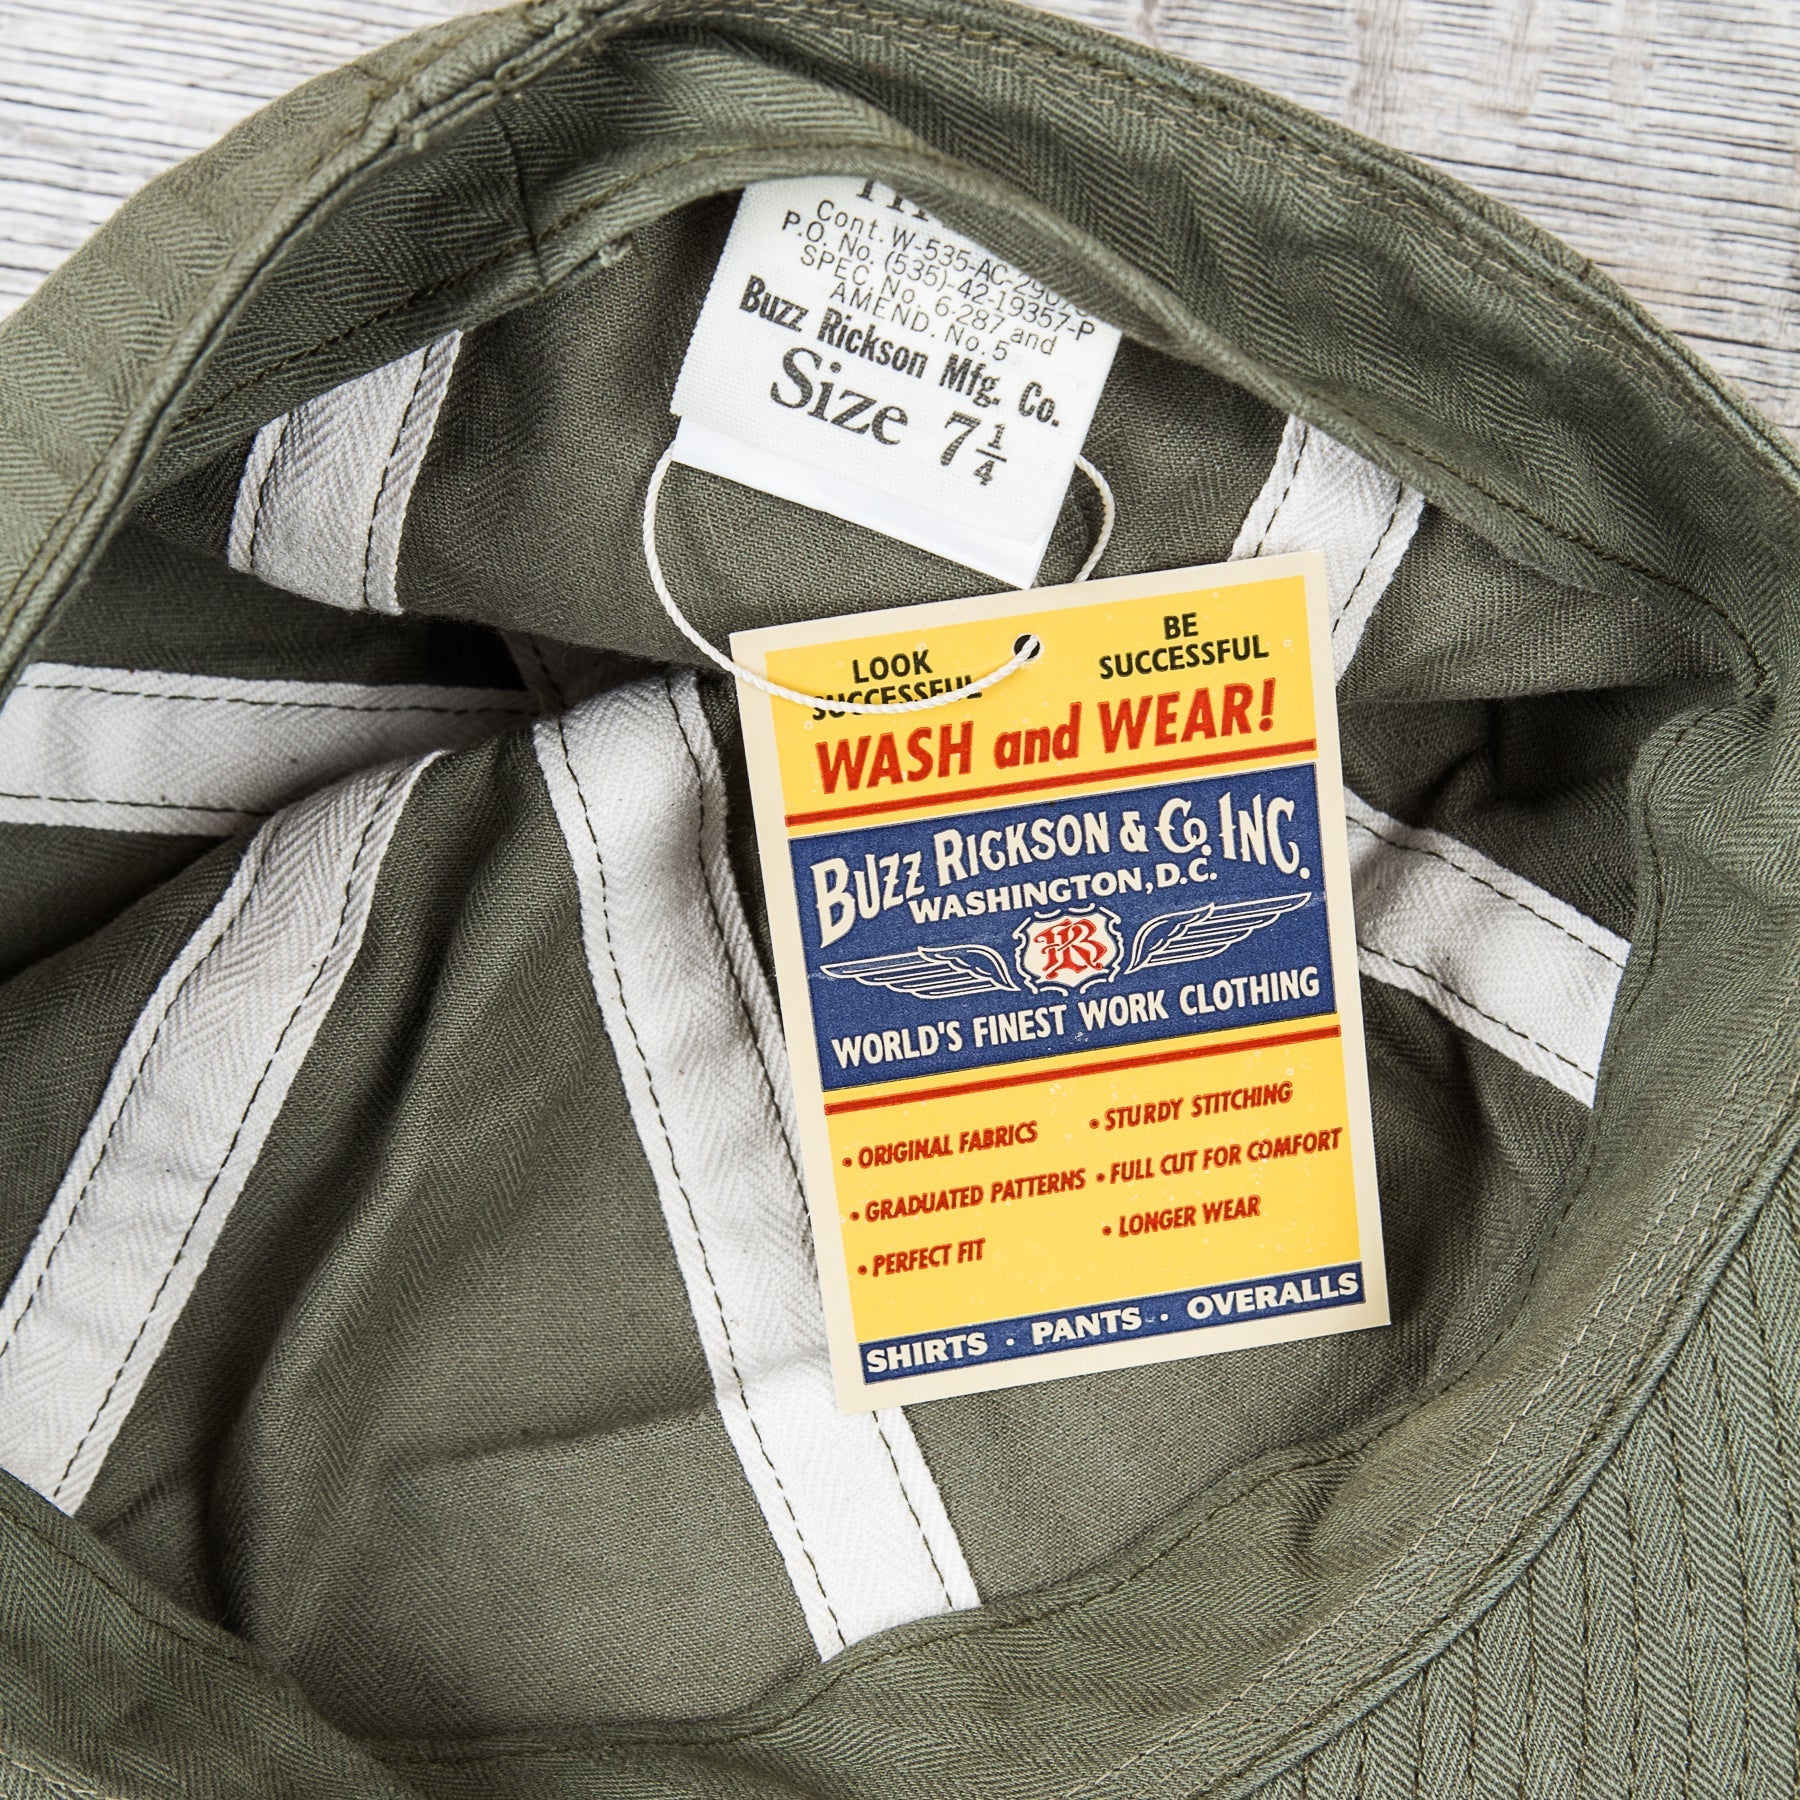 Cont. W-535-AC-
P.O. No. (535)-42-19357-P
SPEC. No. 6-287 and
AMEND. No. 5
Buzz Rickson Mfg. Co.
Size 7 1/4
LOOK
SUCCESSFUL
BE
SUCCESSFUL
WASH and WEAR!
BUZZ RICKSON & Co. INC.
WASHINGTON, D.C.
BR
WORLD'S FINEST WORK CLOTHING
• ORIGINAL FABRICS
• GRADUATED PATTERNS
• PERFECT FIT
• STURDY STITCHING
• FULL CUT FOR COMFORT
• LONGER WEAR
SHIRTS · PANTS · OVERALLS